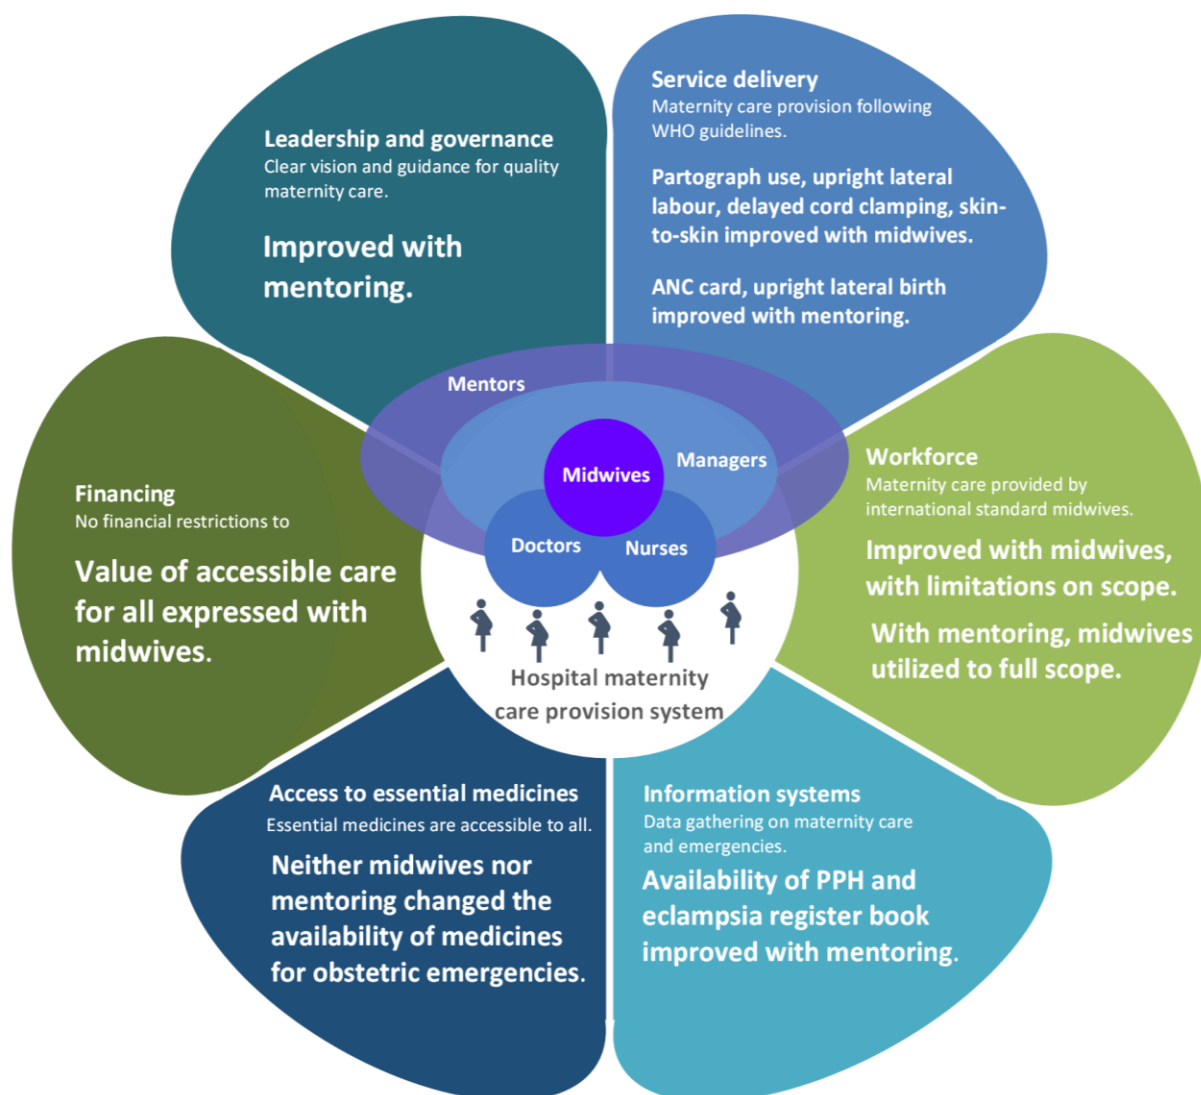 Leadership and governance
Clear vision and guidance for quality
maternity care.
Improved with
mentoring.
Service delivery
Maternity care provision following
WHO guidelines.
Partograph use, upright lateral
labour, delayed cord clamping, skin-
to-skin improved with midwives.
ANC card, upright lateral birth
improved with mentoring.
Mentors
Managers
Midwives
Doctors
Nurses
Hospital maternity
care provision system
Financing
No financial restrictions to
Value of accessible care
for all expressed with
midwives.
Workforce
Maternity care provided by
international standard midwives.
Improved with midwives,
with limitations on scope.
With mentoring, midwives
utilized to full scope.
Access to essential medicines
Essential medicines are accessible to all.
Neither midwives nor
mentoring changed the
availability of medicines
for obstetric emergencies.
Information systems
Data gathering on maternity care
and emergencies.
Availability of PPH and
eclampsia register book
improved with mentoring.